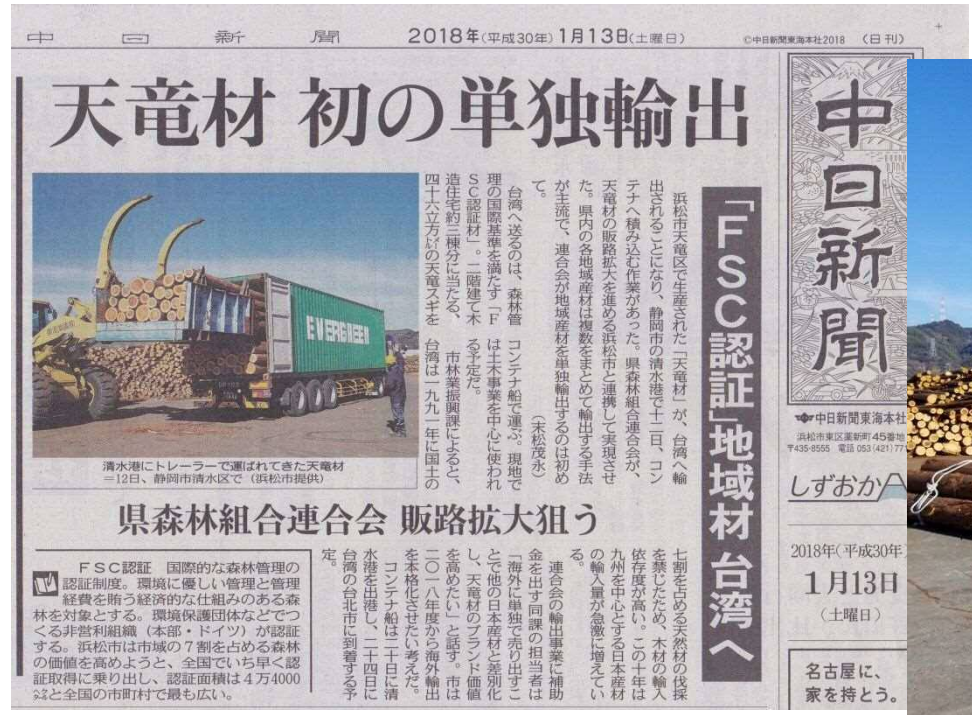 中日新聞 2018年(平成30年)1月13日(土曜日) ©中日新聞東海本社2018 (日刊)
天竜材 初の単独輸出
「FSC認証」地域材 台湾へ
浜松市天竜区で生産された「天竜材」が、台湾へ輸
出されることになり、静岡市の清水港で十二日、コン
テナへ積み込む作業があった。県森林組合連合会が、
天竜材の販路拡大を進める浜松市と連携して実現させ
た。県内の各地域産材は複数をまとめて輸出する手法
が主流で、連合会が地域産材を単独輸出するのは初め
て。
(末松茂永)
台湾へ送るのは、森林管
理の国際基準を満たす「F
SC認証材」。二階建て木
造住宅約三棟分に当たる、
四十六立方㍍の天竜スギを
コンテナ船で運ぶ。現地で
は土木事業を中心に使われ
る予定だ。
市林業振興課によると、
台湾は一九九一年に国土の
七割を占める天然材の伐採
を禁じたため、木材の輸入
依存度が高い。この十年は
九州を中心とする日本産材
の輸入量が急激に増えてい
る。
連合会の輸出事業に補助
金を出す同課の担当者は
「海外に単独で売り出すこ
とで他の日本産材と差別化
し、天竜材のブランド価値
を高めたい」と話す。市は
二〇一八年度から海外輸出
を本格化させたい考えだ。
コンテナ船は二十日に清
水港を出港し、二十四日に
台湾の台北市に到着する予
定。
EVERGREEN
清水港にトレーラーで運ばれてきた天竜材
=12日、静岡市清水区で(浜松市提供)
県森林組合連合会 販路拡大狙う
FSC認証 国際的な森林管理の
認証制度。環境に優しい管理と管理
経費を賄う経済的な仕組みのある森
林を対象とする。環境保護団体などでつ
くる非営利組織(本部・ドイツ)が認証
する。浜松市は市域の7割を占める森林
の価値を高めようと、全国でいち早く認
証取得に乗り出し、認証面積は4万4000
㌶と全国の市町村で最も広い。
中日新聞
中日新聞東海本社
浜松市東区薬新町45番地
〒435-8555 電話 053(421)77
しずおか
2018年(平成30年
1月13日
(土曜日)
名古屋に、
家を持とう。